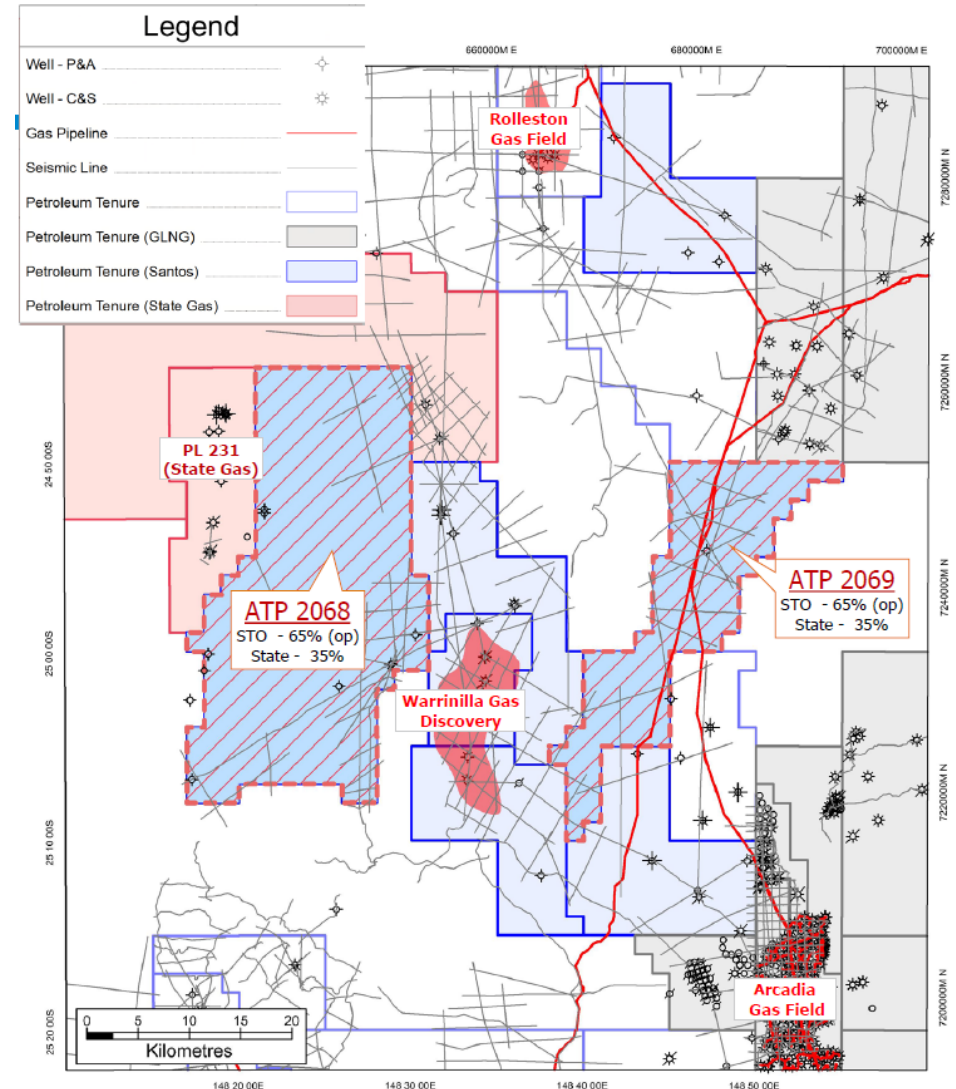 Legend
Well - P&A
Well - C&S
Gas Pipeline
Seismic Line
Petroleum Tenure
Petroleum Tenure (GLNG)
Petroleum Tenure (Santos)
Petroleum Tenure (State Gas)
660000M E
680000M E
700000M E
Rolleston
Gas Field
7280000M N
7260000M N
PL 231
(State Gas)
24 50 00S
ATP 2068
STO - 65% (op)
State - 35%
ATP 2069
STO - 65% (op)
State - 35%
7240000M N
25 00 00S
Warrinilla Gas
Discovery
7220000M N
25 10 00S
Arcadia
Gas Field
7200000M N
25 20 00S
0 5 10 15 20
Kilometres
148 20 00E
148 30 00E
148 40 00E
148 50 00E